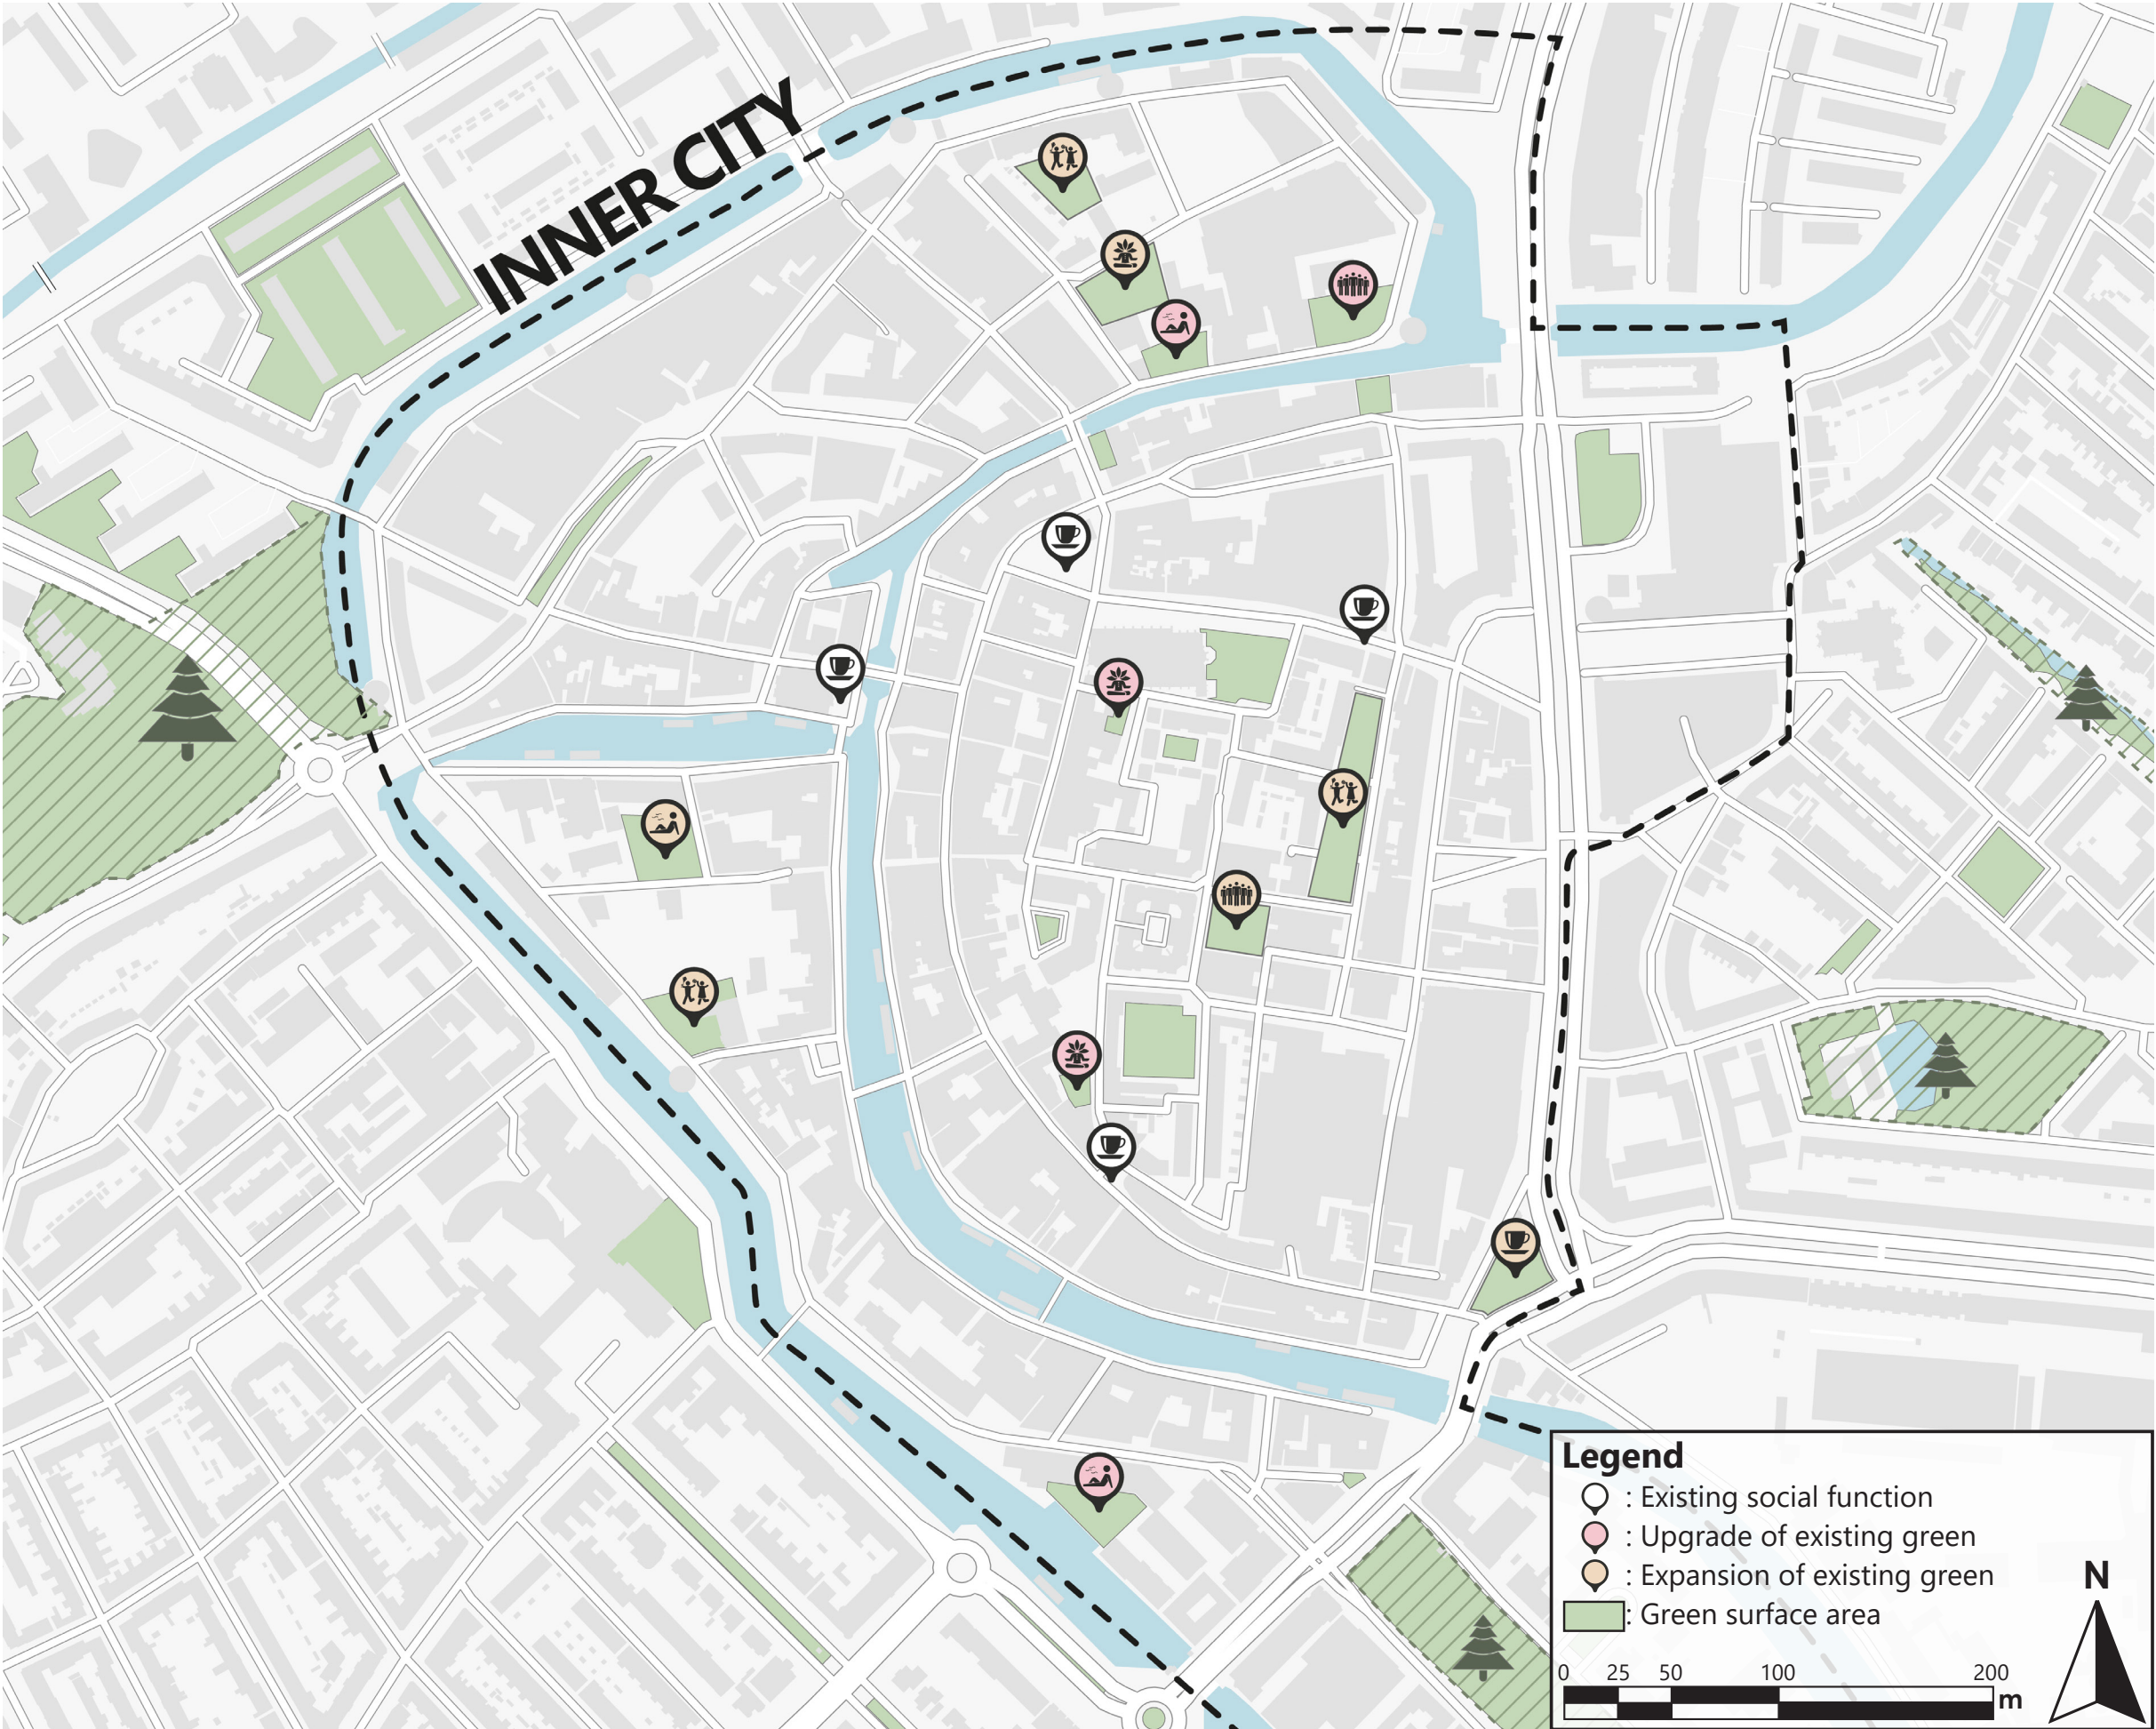 INNER CITY
Legend
: Existing social function
: Upgrade of existing green
: Expansion of existing green
: Green surface area
N
0 25 50 100 200
m